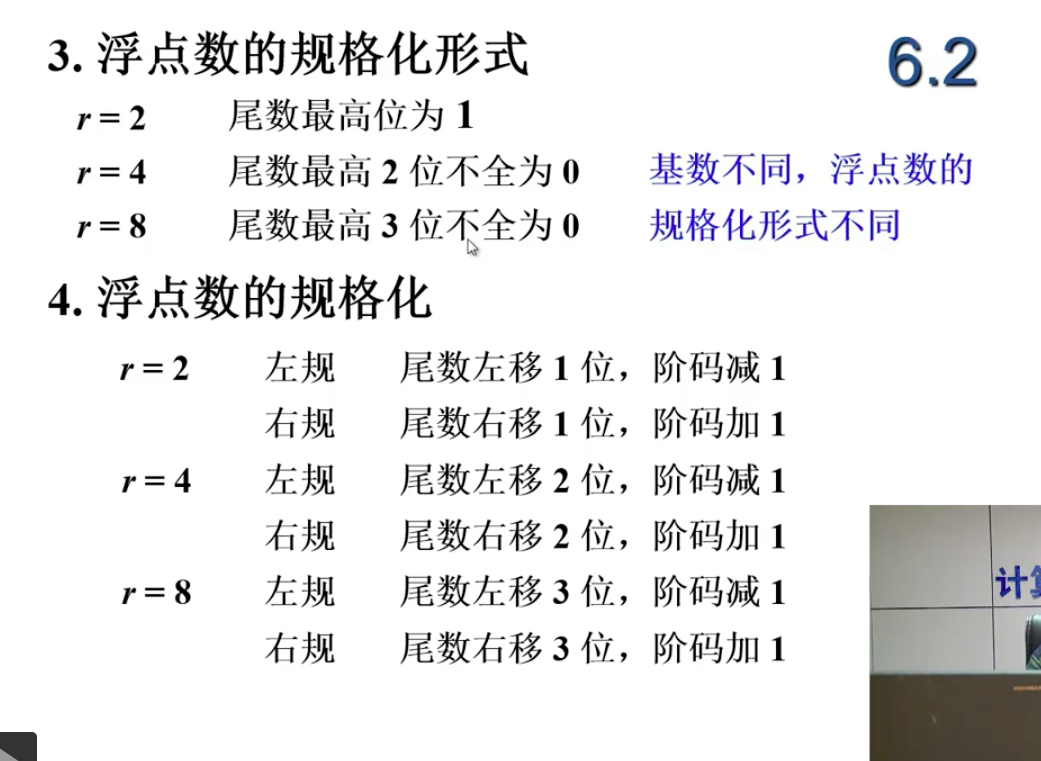 3. 浮点数的规格化形式
6.2
r = 2 尾数最高位为 1
r = 4 尾数最高 2 位不全为 0
r = 8 尾数最高 3 位不全为 0
基数不同，浮点数的
规格化形式不同
4. 浮点数的规格化
r = 2 左规 尾数左移 1 位，阶码减 1
右规 尾数右移 1 位，阶码加 1
r = 4 左规 尾数左移 2 位，阶码减 1
右规 尾数右移 2 位，阶码加 1
r = 8 左规 尾数左移 3 位，阶码减 1
右规 尾数右移 3 位，阶码加 1
计